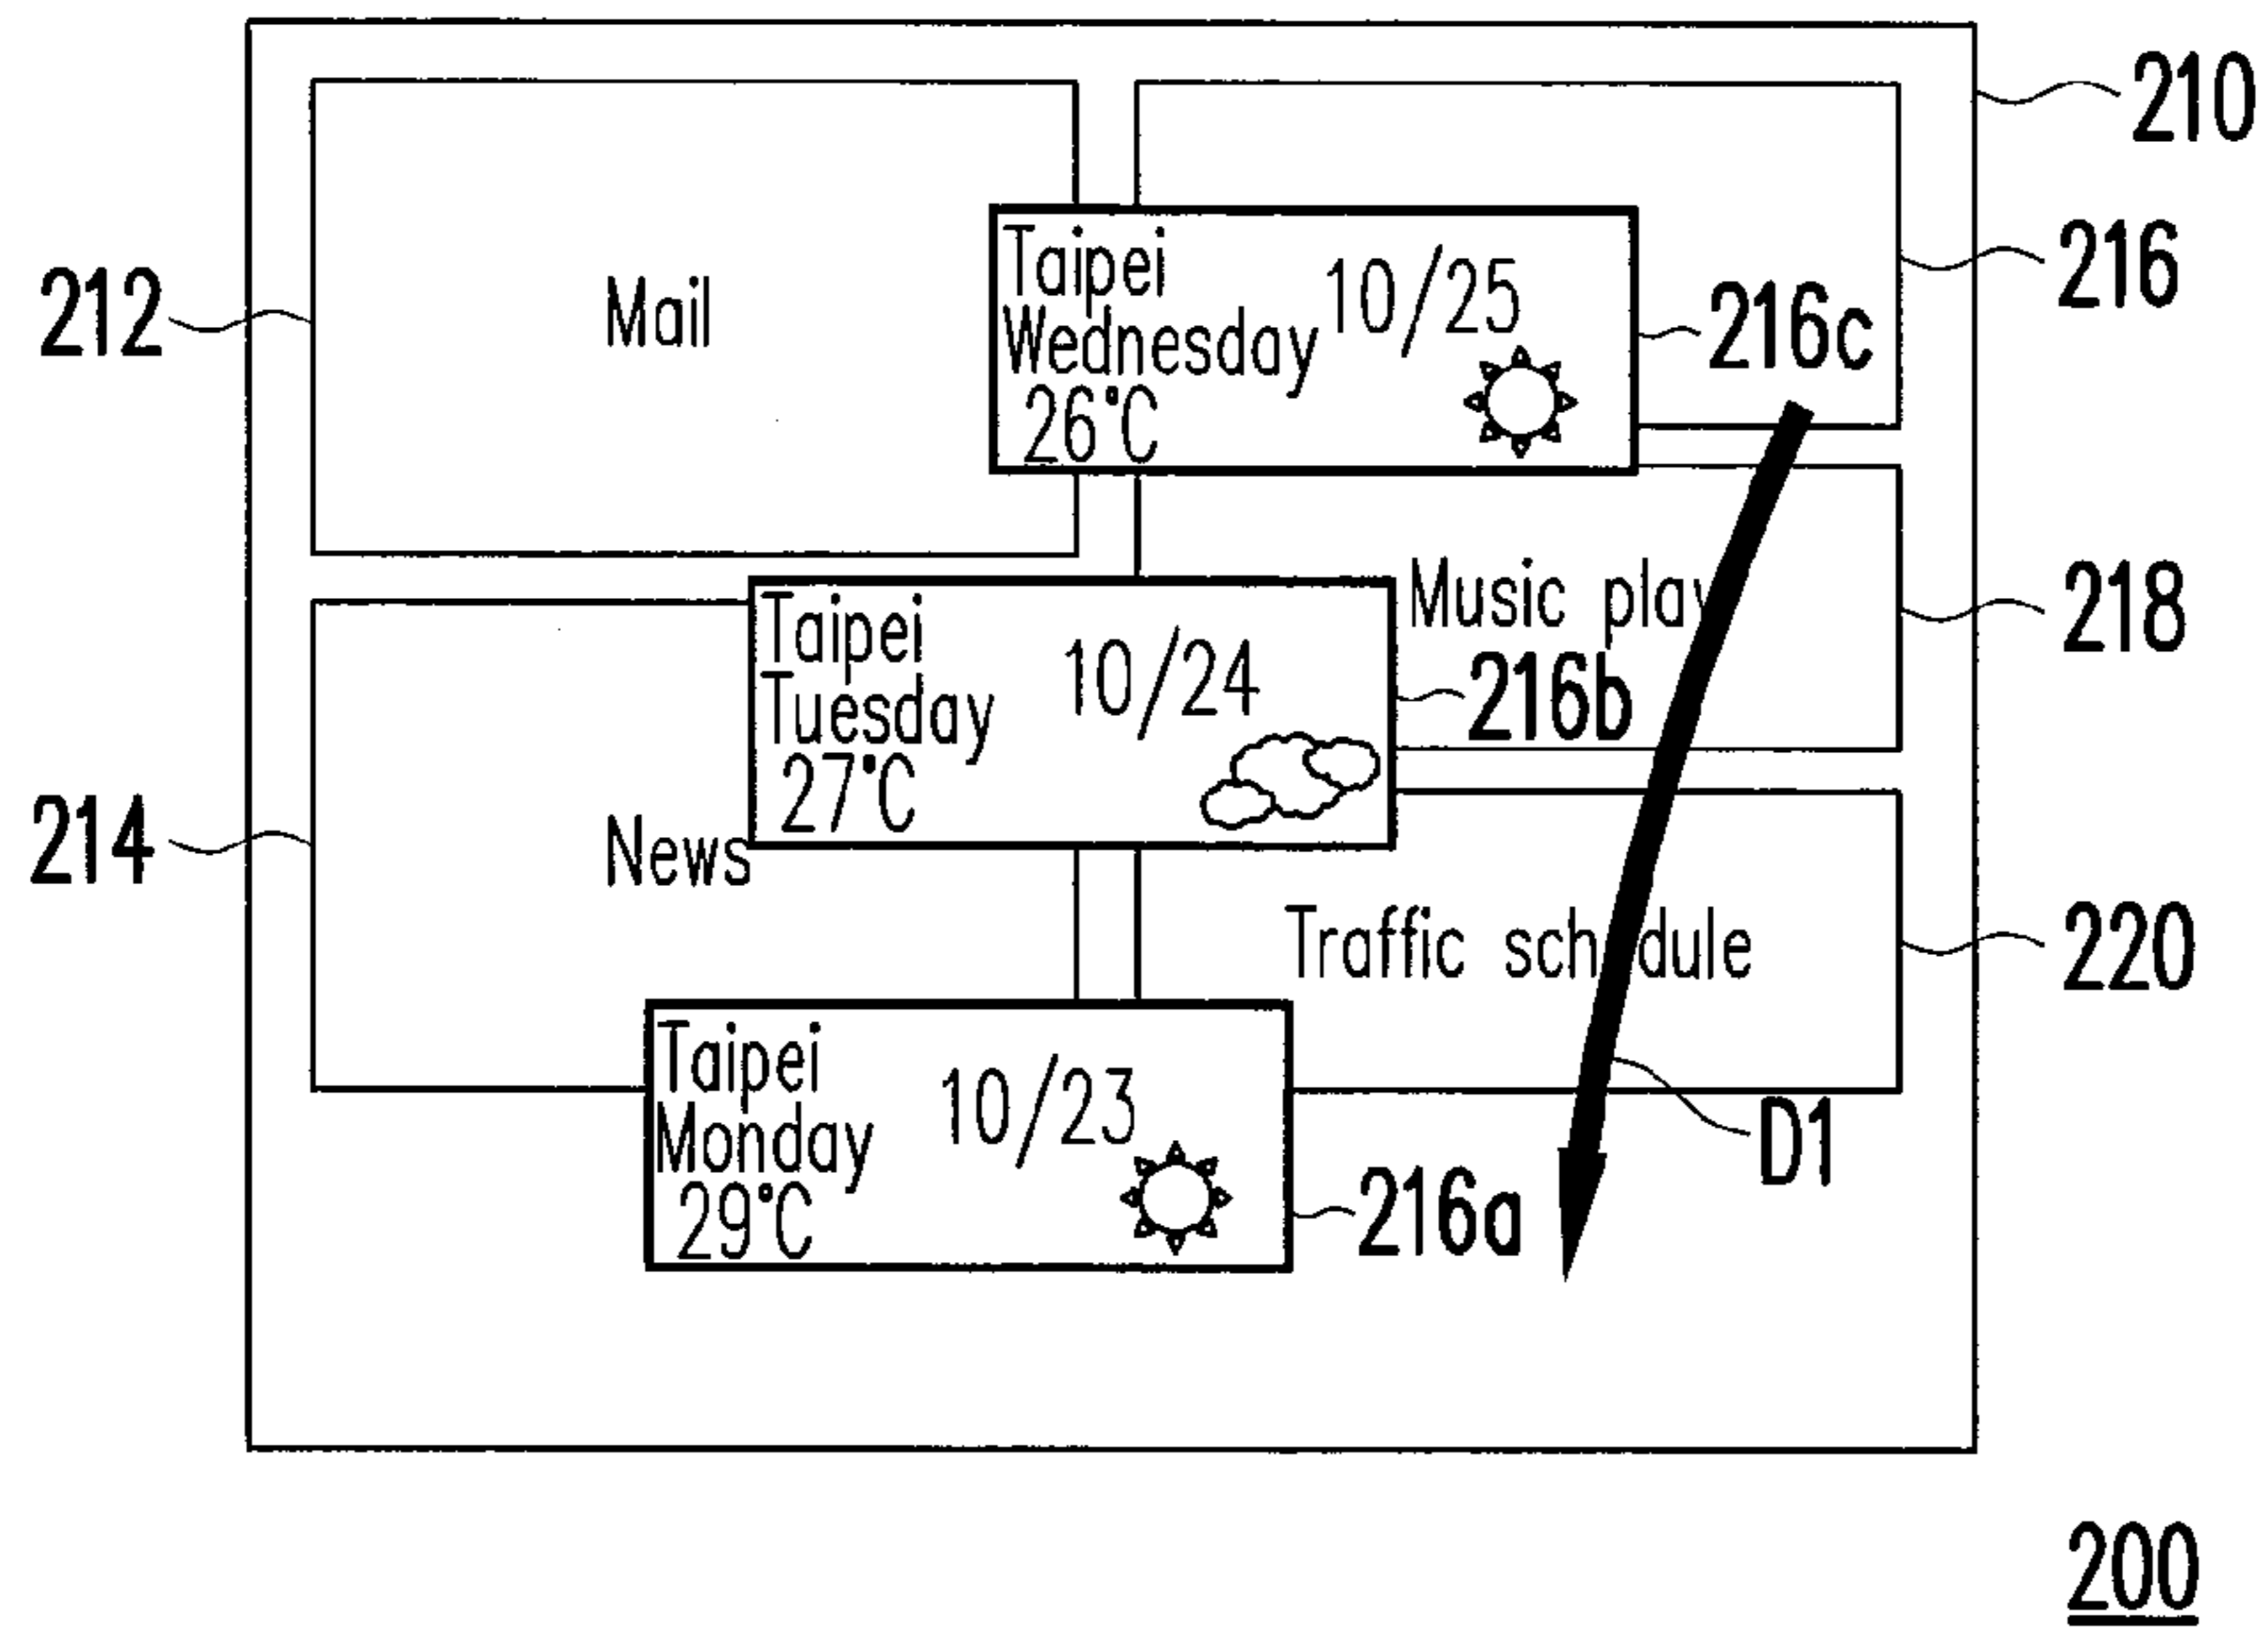 210
216
212
Mail
Taipei
Wednesday
26°C
10/25
216c
Music play
218
Taipei
Tuesday
27°C
10/24
216b
214
News
Traffic schedule
220
Taipei
Monday
29°C
10/23
216a
D1
200